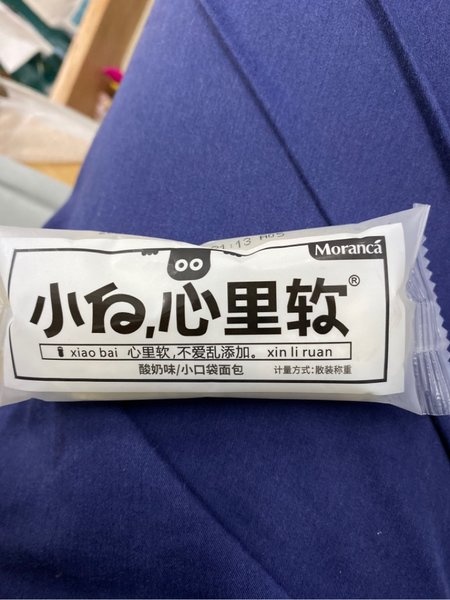 Morancá
小白,心里软®
xiao bai 心里软,不爱乱添加。 xin li ruan
酸奶味/小口袋面包 计量方式:散装称重